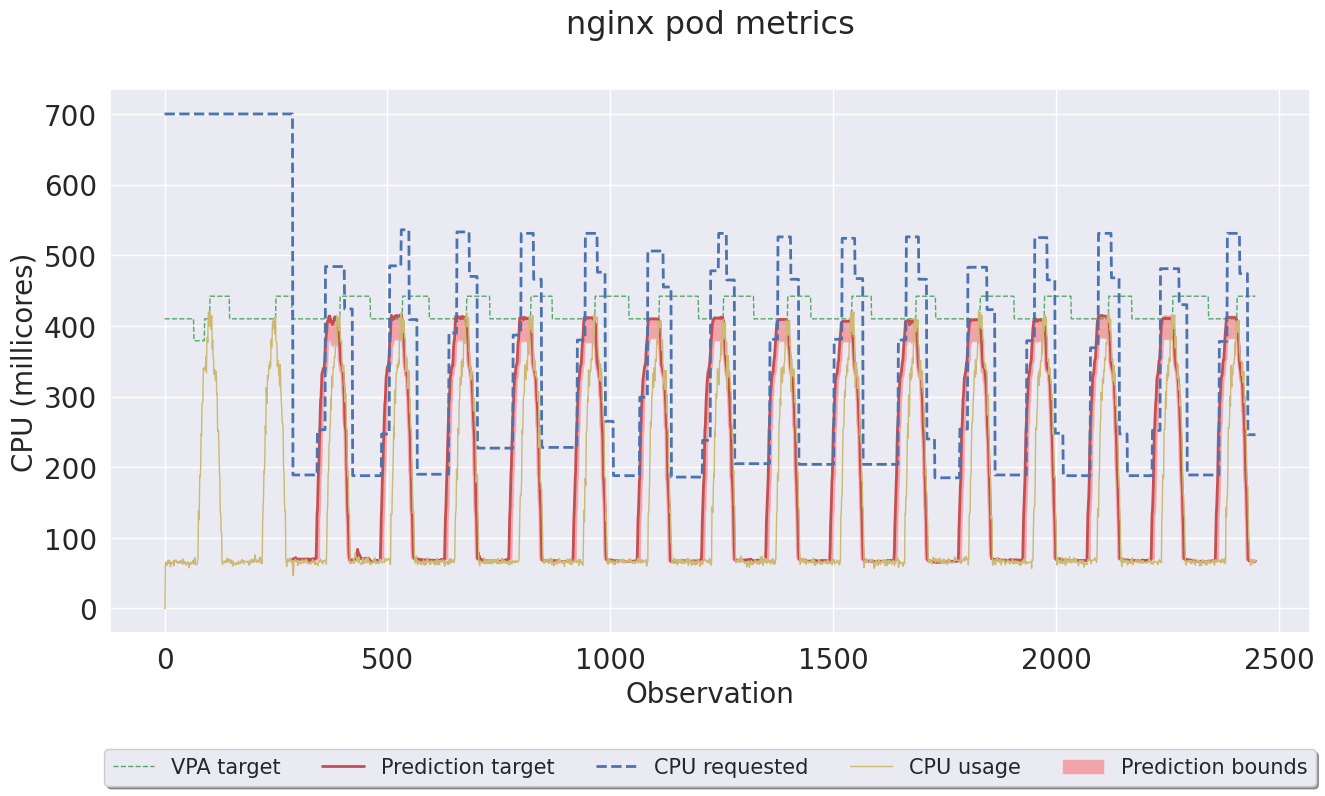 nginx pod metrics
700
600
500
400
300
200
100
0
CPU (millicores)
0 500 1000 1500 2000 2500
Observation
VPA target Prediction target CPU requested CPU usage Prediction bounds